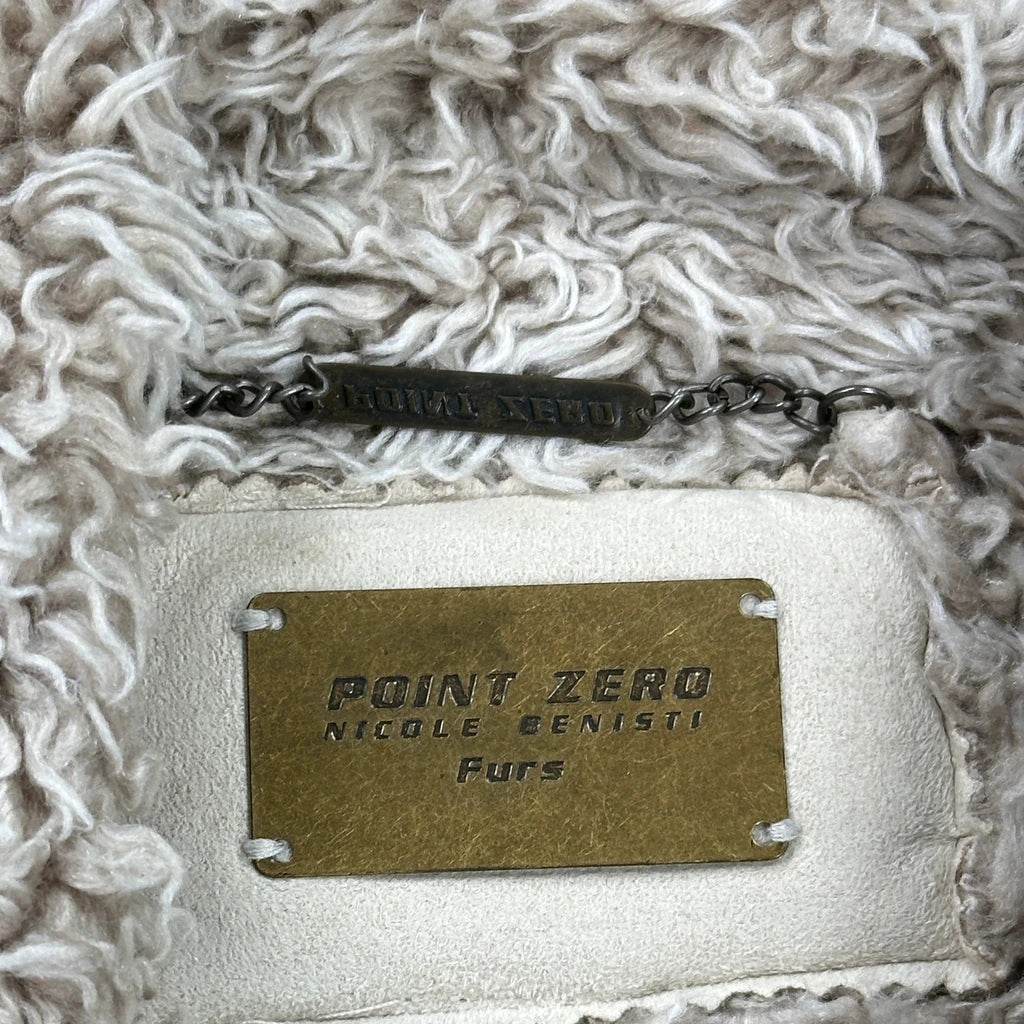 POINT ZERO
POINT ZERO
NICOLE BENISTI
Furs